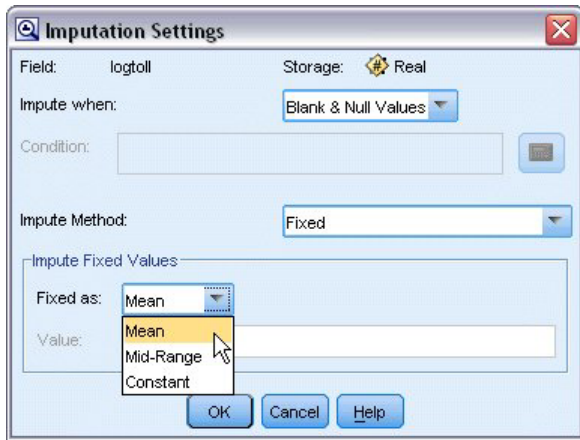 Imputation Settings
Field: logtoll Storage: Real
Impute when: Blank & Null Values
Condition:
Impute Method: Fixed
Impute Fixed Values
Fixed as: Mean
Mean
Value:
Mid-Range
Constant
OK Cancel Help